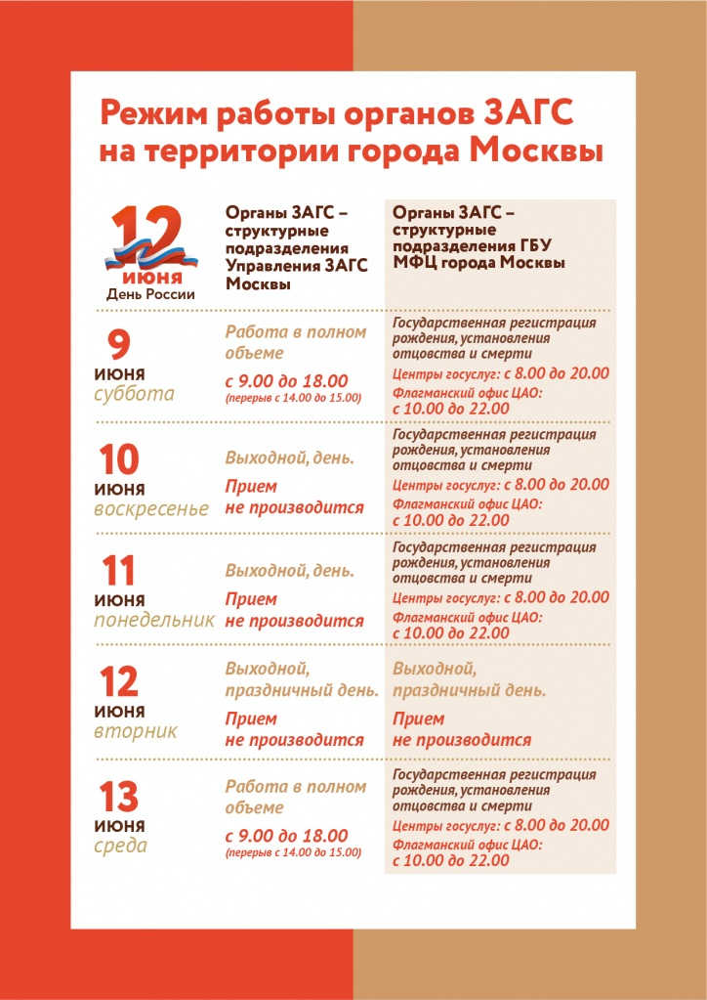 Режим работы органов ЗАГС
на территории города Москвы
12
июня
День России
Органы ЗАГС –
структурные
подразделения
Управления ЗАГС
Москвы
Органы ЗАГС –
структурные
подразделения ГБУ
МФЦ города Москвы
9
июня
суббота
Работа в полном
объеме
с 9.00 до 18.00
(перерыв с 14.00 до 15.00)
Государственная регистрация
рождения, установления
отцовства и смерти
Центры госуслуг: с 8.00 до 20.00
Флагманский офис ЦАО:
с 10.00 до 22.00
10
июня
воскресенье
Выходной, день.
Прием
не производится
Государственная регистрация
рождения, установления
отцовства и смерти
Центры госуслуг: с 8.00 до 20.00
Флагманский офис ЦАО:
с 10.00 до 22.00
11
июня
понедельник
Выходной, день.
Прием
не производится
Государственная регистрация
рождения, установления
отцовства и смерти
Центры госуслуг: с 8.00 до 20.00
Флагманский офис ЦАО:
с 10.00 до 22.00
12
июня
вторник
Выходной,
праздничный день.
Прием
не производится
Выходной,
праздничный день.
Прием
не производится
13
июня
среда
Работа в полном
объеме
с 9.00 до 18.00
(перерыв с 14.00 до 15.00)
Государственная регистрация
рождения, установления
отцовства и смерти
Центры госуслуг: с 8.00 до 20.00
Флагманский офис ЦАО:
с 10.00 до 22.00